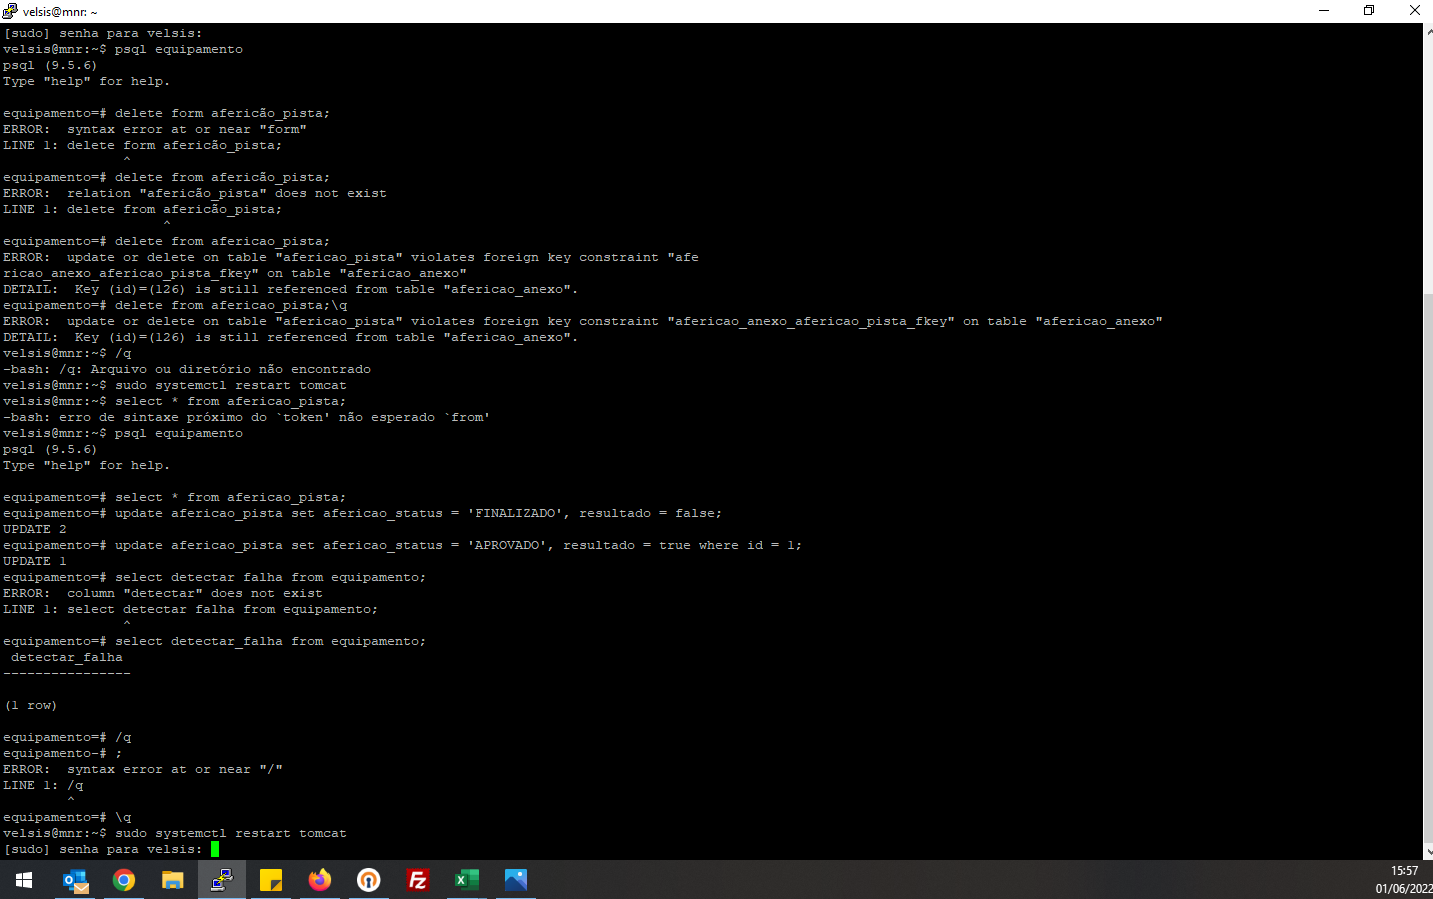 velsis@mnr: ~
[sudo] senha para velsis:
velsis@mnr:~$ psql equipamento
psql (9.5.6)
Type "help" for help.
equipamento=# delete form afericão_pista;
ERROR:  syntax error at or near "form"
LINE 1: delete form afericão_pista;
^
equipamento=# delete from afericão_pista;
ERROR:  relation "afericão_pista" does not exist
LINE 1: delete from afericão_pista;
^
equipamento=# delete from afericao_pista;
ERROR:  update or delete on table "afericao_pista" violates foreign key constraint "afe
ricao_anexo_afericao_pista_fkey" on table "afericao_anexo"
DETAIL:  Key (id)=(126) is still referenced from table "afericao_anexo".
equipamento=# delete from afericao_pista;\q
ERROR:  update or delete on table "afericao_pista" violates foreign key constraint "afericao_anexo_afericao_pista_fkey" on table "afericao_anexo"
DETAIL:  Key (id)=(126) is still referenced from table "afericao_anexo".
velsis@mnr:~$ /q
-bash: /q: Arquivo ou diretório não encontrado
velsis@mnr:~$ sudo systemctl restart tomcat
velsis@mnr:~$ select * from afericao_pista;
-bash: erro de sintaxe próximo do `token' não esperado `from'
velsis@mnr:~$ psql equipamento
psql (9.5.6)
Type "help" for help.
equipamento=# select * from afericao_pista;
equipamento=# update afericao_pista set afericao_status = 'FINALIZADO', resultado = false;
UPDATE 2
equipamento=# update afericao_pista set afericao_status = 'APROVADO', resultado = true where id = 1;
UPDATE 1
equipamento=# select detectar falha from equipamento;
ERROR:  column "detectar" does not exist
LINE 1: select detectar falha from equipamento;
^
equipamento=# select detectar_falha from equipamento;
detectar_falha
----------------
(1 row)
equipamento=# /q
equipamento-# ;
ERROR:  syntax error at or near "/"
LINE 1: /q
^
equipamento=# \q
velsis@mnr:~$ sudo systemctl restart tomcat
[sudo] senha para velsis:
15:57
01/06/2022